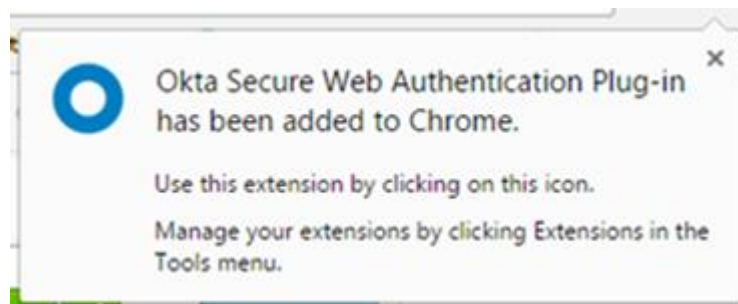 Okta Secure Web Authentication Plug-in
has been added to Chrome.
Use this extension by clicking on this icon.
Manage your extensions by clicking Extensions in the
Tools menu.